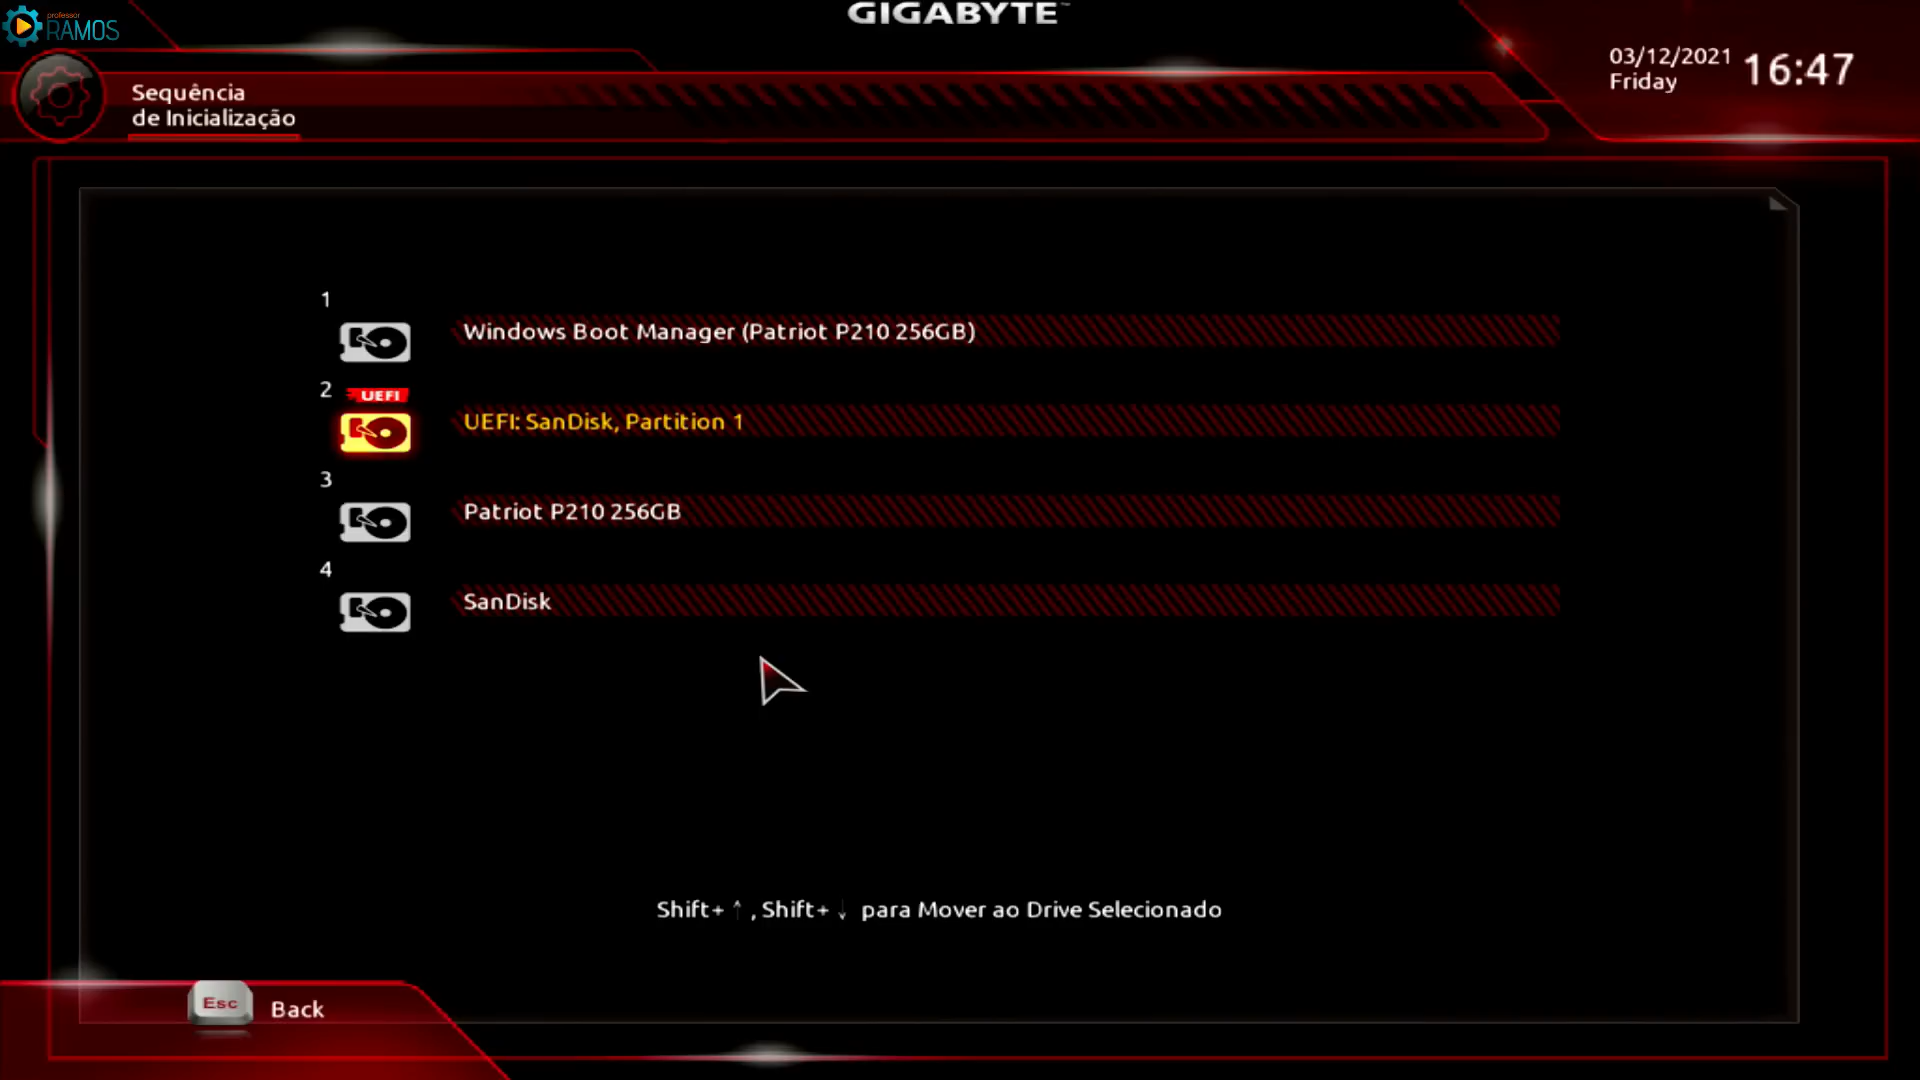 professor
RAMOS
GIGABYTE™
03/12/2021
Friday
16:47
Sequência
de Inicialização
1
Windows Boot Manager (Patriot P210 256GB)
2
UEFI
UEFI: SanDisk, Partition 1
3
Patriot P210 256GB
4
SanDisk
Shift+ ↑ , Shift+ ↓ para Mover ao Drive Selecionado
Esc
Back